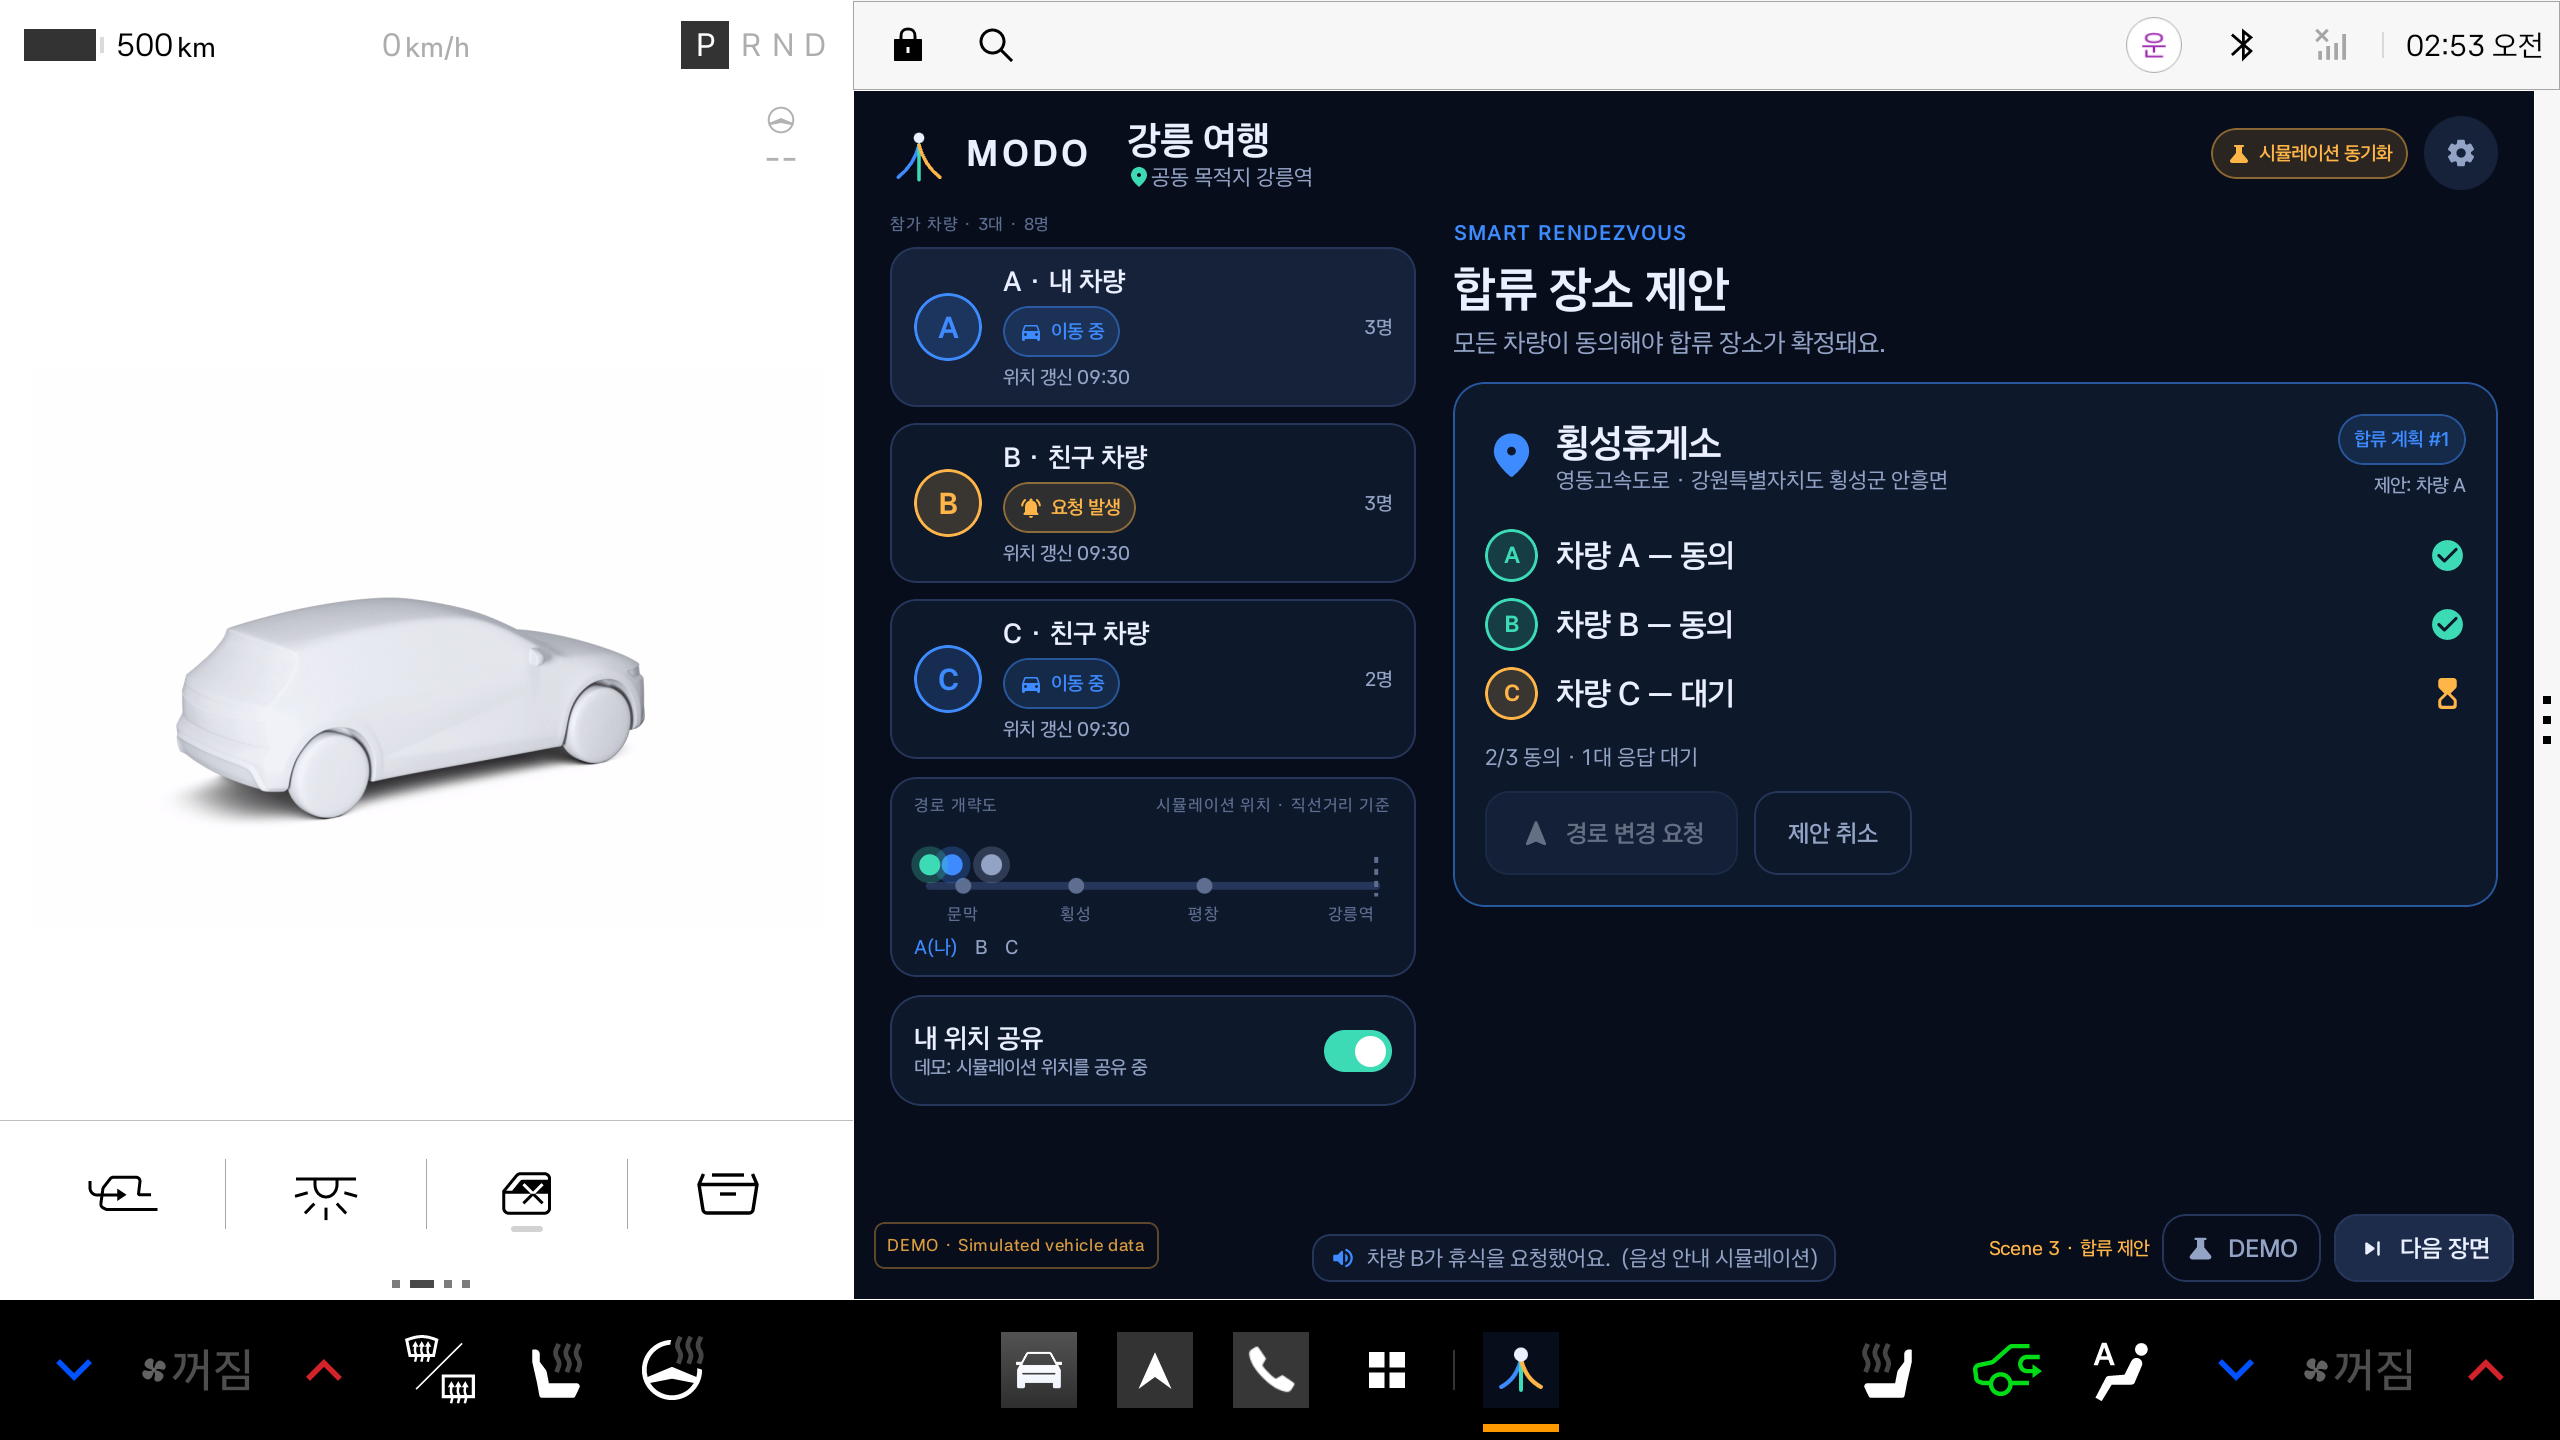 500 km
0 km/h
P R N D
운
02:53 오전
MODO
강릉 여행
공동 목적지 강릉역
시뮬레이션 동기화
참가 차량 · 3대 · 8명
A
A · 내 차량
이동 중
위치 갱신 09:30
3명
B
B · 친구 차량
요청 발생
위치 갱신 09:30
3명
C
C · 친구 차량
이동 중
위치 갱신 09:30
2명
경로 개략도
시뮬레이션 위치 · 직선거리 기준
문막 횡성 평창 강릉역
A(나) B C
내 위치 공유
데모: 시뮬레이션 위치를 공유 중
SMART RENDEZVOUS
합류 장소 제안
모든 차량이 동의해야 합류 장소가 확정돼요.
횡성휴게소
영동고속도로 · 강원특별자치도 횡성군 안흥면
합류 계획 #1
제안: 차량 A
A 차량 A — 동의
B 차량 B — 동의
C 차량 C — 대기
2/3 동의 · 1대 응답 대기
경로 변경 요청
제안 취소
DEMO · Simulated vehicle data
차량 B가 휴식을 요청했어요. (음성 안내 시뮬레이션)
Scene 3 · 합류 제안
DEMO
다음 장면
꺼짐
A
꺼짐